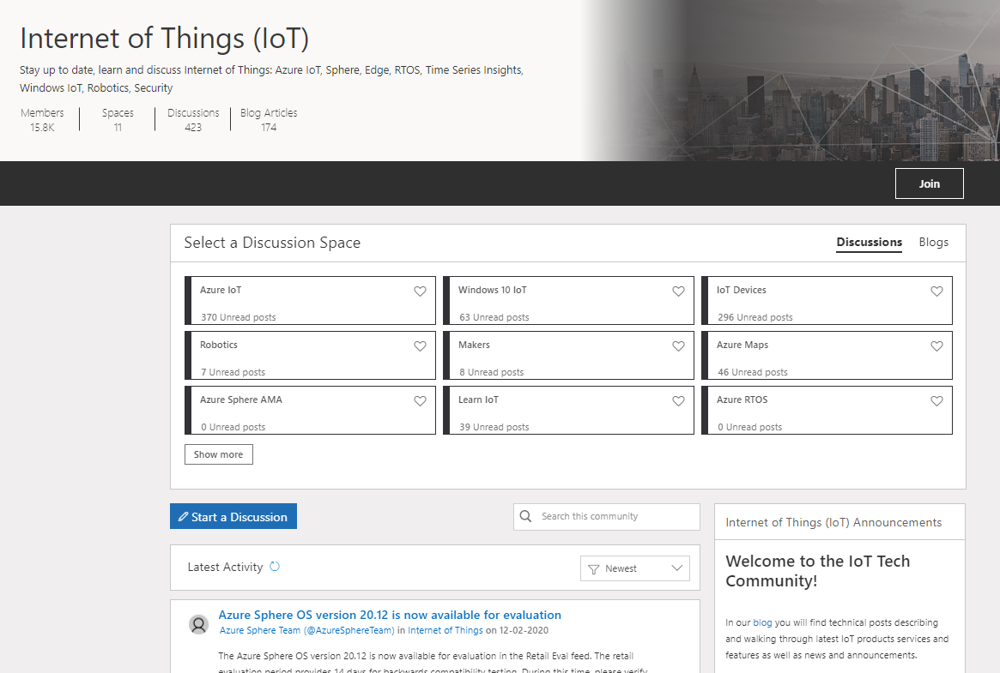 Internet of Things (IoT)
Stay up to date, learn and discuss Internet of Things: Azure IoT, Sphere, Edge, RTOS, Time Series Insights,
Windows IoT, Robotics, Security
Members Spaces Discussions Blog Articles
15.8K 11 423 174
Join
Select a Discussion Space Discussions Blogs
Azure IoT Windows 10 IoT IoT Devices
370 Unread posts 63 Unread posts 296 Unread posts
Robotics Makers Azure Maps
7 Unread posts 8 Unread posts 46 Unread posts
Azure Sphere AMA Learn IoT Azure RTOS
0 Unread posts 39 Unread posts 0 Unread posts
Show more
Start a Discussion Search this community
Latest Activity Newest
Azure Sphere OS version 20.12 is now available for evaluation
Azure Sphere Team (@AzureSphereTeam) in Internet of Things on 12-02-2020
The Azure Sphere OS version 20.12 is now available for evaluation in the Retail Eval feed. The retail
evaluation period provides 14 days for backwards compatibility testing. During this time, please verify
Internet of Things (IoT) Announcements
Welcome to the IoT Tech
Community!
In our blog you will find technical posts describing
and walking through latest IoT products services and
features as well as news and announcements.